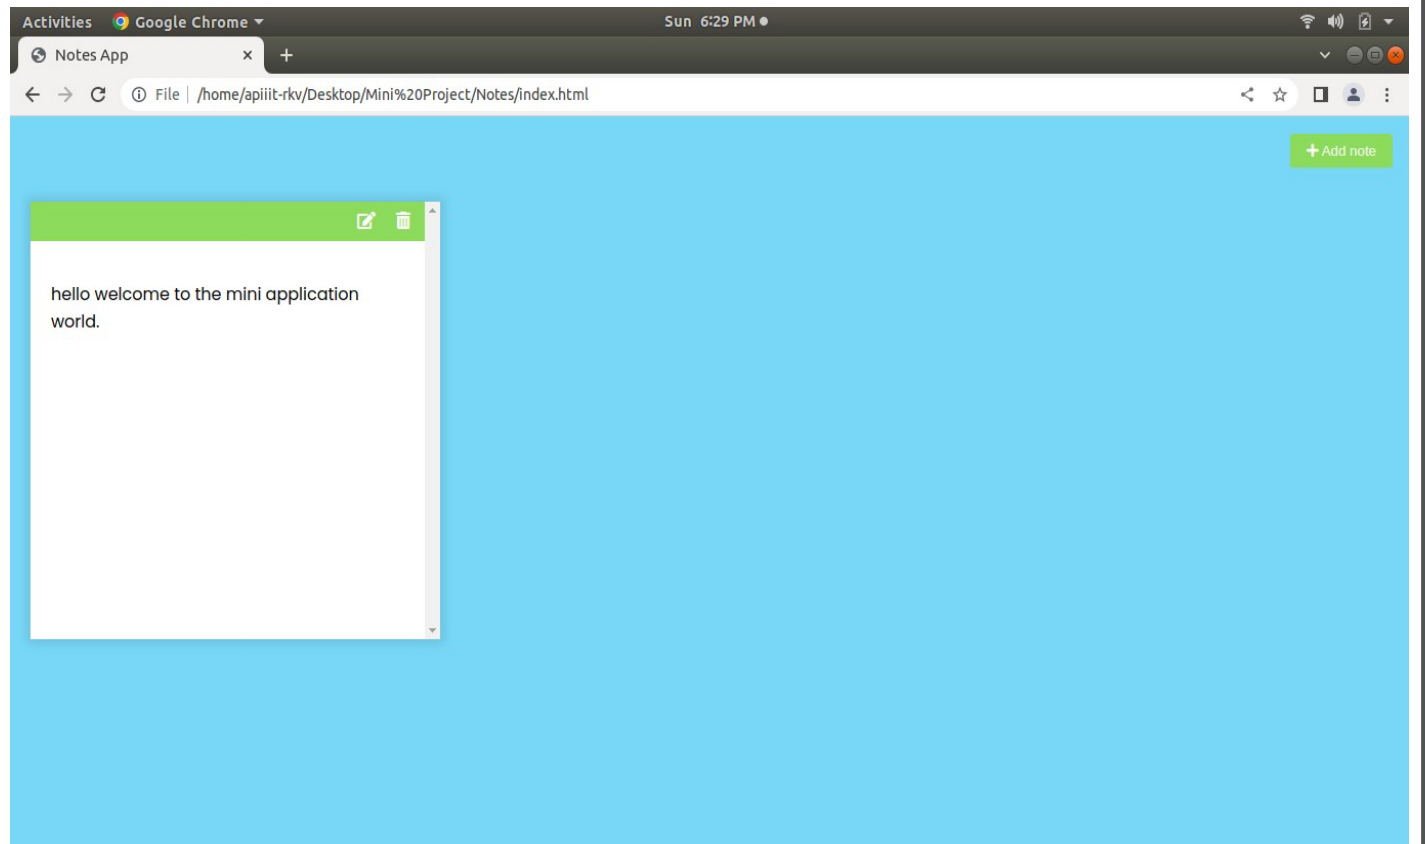 Activities Google Chrome Sun 6:29 PM
Notes App
File /home/apiiit-rkv/Desktop/Mini%20Project/Notes/index.html
Add note
hello welcome to the mini application
world.